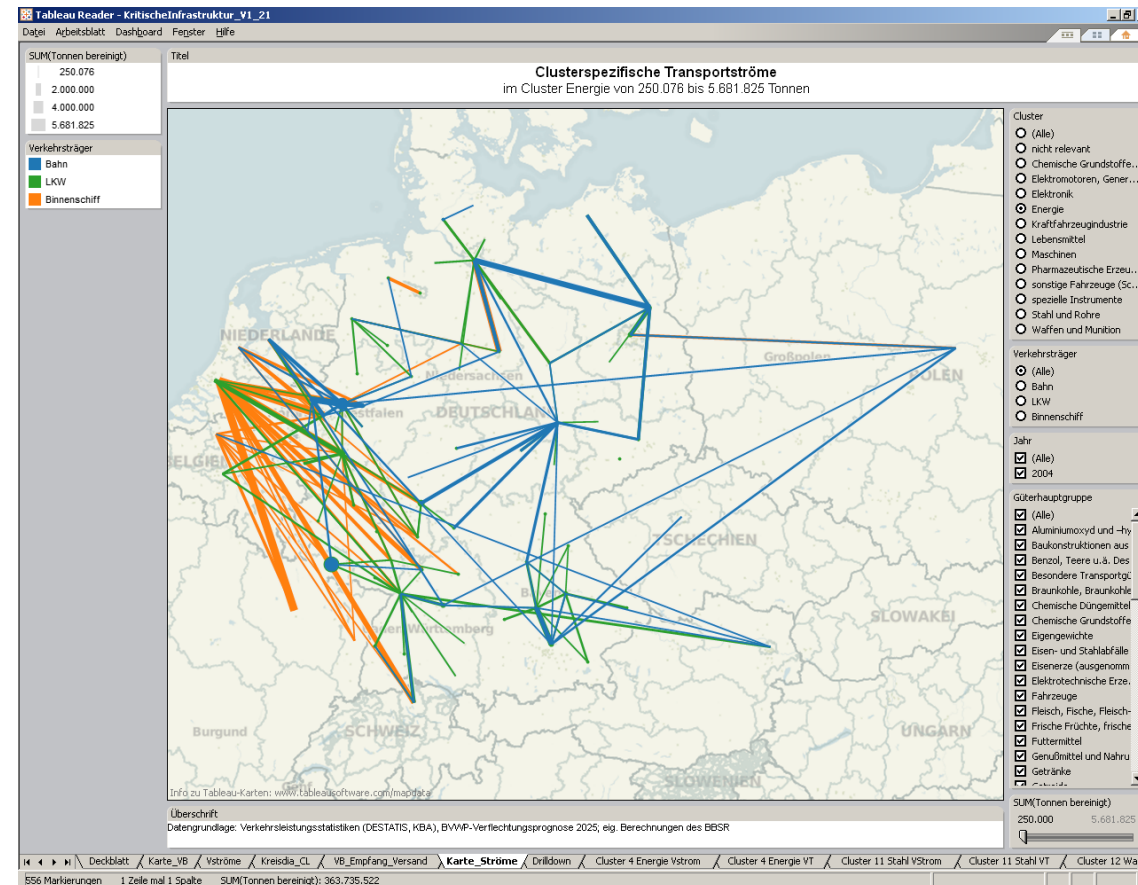 Tableau Reader - KritischeInfrastruktur_V1_21
Datei Arbeitsblatt Dashboard Fenster Hilfe
SUM(Tonnen bereinigt)
250.076
2.000.000
4.000.000
5.681.825
Verkehrsträger
Bahn
LKW
Binnenschiff
Titel
Clusterspezifische Transportströme
im Cluster Energie von 250.076 bis 5.681.825 Tonnen
NIEDERLANDE
Niedersachsen
Großpolen
POLEN
stfalen
DEUTSCHLAN
BELGIEN
TSCHECHIEN
SLOWAKEI
Burgund
SCHWEIZ
UNGARN
SLOWENIEN
Info zu Tableau-Karten: www.tableausoftware.com/mapdata
Überschrift
Datengrundlage: Verkehrsleistungsstatistiken (DESTATIS, KBA), BVWP-Verflechtungsprognose 2025; eig. Berechnungen des BBSR
Cluster
(Alle)
nicht relevant
Chemische Grundstoffe...
Elektromotoren, Gener...
Elektronik
Energie
Kraftfahrzeugindustrie
Lebensmittel
Maschinen
Pharmazeutische Erzeu...
sonstige Fahrzeuge (Sc...
spezielle Instrumente
Stahl und Rohre
Waffen und Munition
Verkehrsträger
(Alle)
Bahn
LKW
Binnenschiff
Jahr
(Alle)
2004
Güterhauptgruppe
(Alle)
Aluminiumoxyd und -hy
Baukonstruktionen aus
Benzol, Teere u.ä. Des
Besondere Transportgü
Braunkohle, Braunkohle
Chemische Düngemittel
Chemische Grundstoffe
Eigengewichte
Eisen- und Stahlabfälle
Eisenerze (ausgenomm
Elektrotechnische Erze.
Fahrzeuge
Fleisch, Fische, Fleisch-
Frische Früchte, frische
Futtermittel
Genußmittel und Nahru
Getränke
Getreide
SUM(Tonnen bereinigt)
250.000 5.681.825
Deckblatt Karte_VB Vströme Kreisdia_CL VB_Empfang_Versand Karte_Ströme Drilldown Cluster 4 Energie Vstrom Cluster 4 Energie VT Cluster 11 Stahl VStrom Cluster 11 Stahl VT Cluster 12 Wa
556 Markierungen 1 Zeile mal 1 Spalte SUM(Tonnen bereinigt): 363.735.522